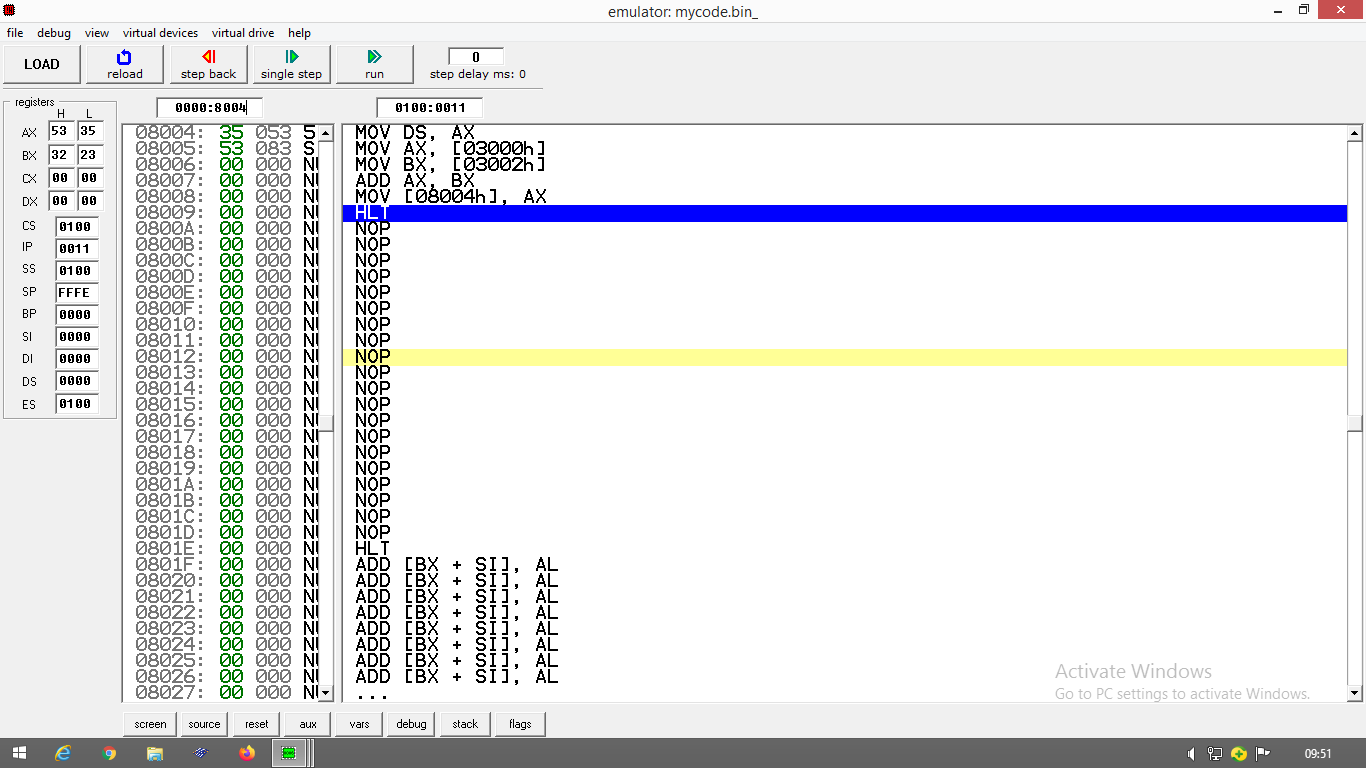 emulator: mycode.bin_
file debug view virtual devices virtual drive help
LOAD reload step back single step run 0 step delay ms: 0
registers 0000:8004 0100:0011
H L
AX 53 35
BX 32 23
CX 00 00
DX 00 00
CS 0100
IP 0011
SS 0100
SP FFFE
BP 0000
SI 0000
DI 0000
DS 0000
ES 0100
08004: 35 053 5 MOV DS, AX
08005: 53 083 S MOV AX, [03000h]
08006: 00 000 NU MOV BX, [03002h]
08007: 00 000 NU ADD AX, BX
08008: 00 000 NU MOV [08004h], AX
08009: 00 000 NU HLT
0800A: 00 000 NU NOP
0800B: 00 000 NU NOP
0800C: 00 000 NU NOP
0800D: 00 000 NU NOP
0800E: 00 000 NU NOP
0800F: 00 000 NU NOP
08010: 00 000 NU NOP
08011: 00 000 NU NOP
08012: 00 000 NU NOP
08013: 00 000 NU NOP
08014: 00 000 NU NOP
08015: 00 000 NU NOP
08016: 00 000 NU NOP
08017: 00 000 NU NOP
08018: 00 000 NU NOP
08019: 00 000 NU NOP
0801A: 00 000 NU NOP
0801B: 00 000 NU NOP
0801C: 00 000 NU NOP
0801D: 00 000 NU NOP
0801E: 00 000 NU HLT
0801F: 00 000 NU ADD [BX + SI], AL
08020: 00 000 NU ADD [BX + SI], AL
08021: 00 000 NU ADD [BX + SI], AL
08022: 00 000 NU ADD [BX + SI], AL
08023: 00 000 NU ADD [BX + SI], AL
08024: 00 000 NU ADD [BX + SI], AL
08025: 00 000 NU ADD [BX + SI], AL
08026: 00 000 NU ADD [BX + SI], AL
08027: 00 000 NU ...
Activate Windows
Go to PC settings to activate Windows.
screen source reset aux vars debug stack flags
09:51